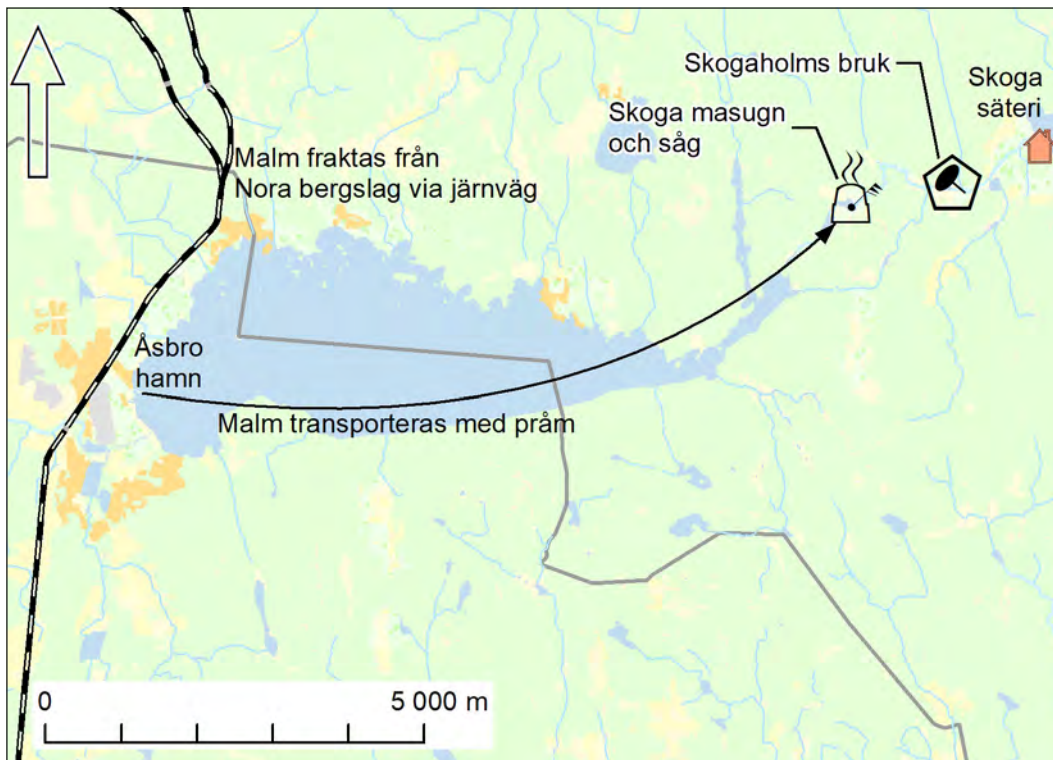 Skogaholms bruk
Skoga
säteri
Skoga masugn
och såg
Malm fraktas från
Nora bergslag via järnväg
Åsbro
hamn
Malm transporteras med pråm
0
5 000 m